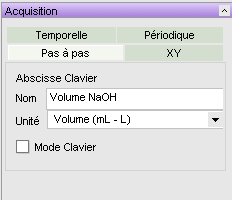 Acquisition
Temporelle Périodique
Pas à pas XY
Abscisse Clavier
Nom Volume NaOH
Unité Volume (mL - L)
Mode Clavier